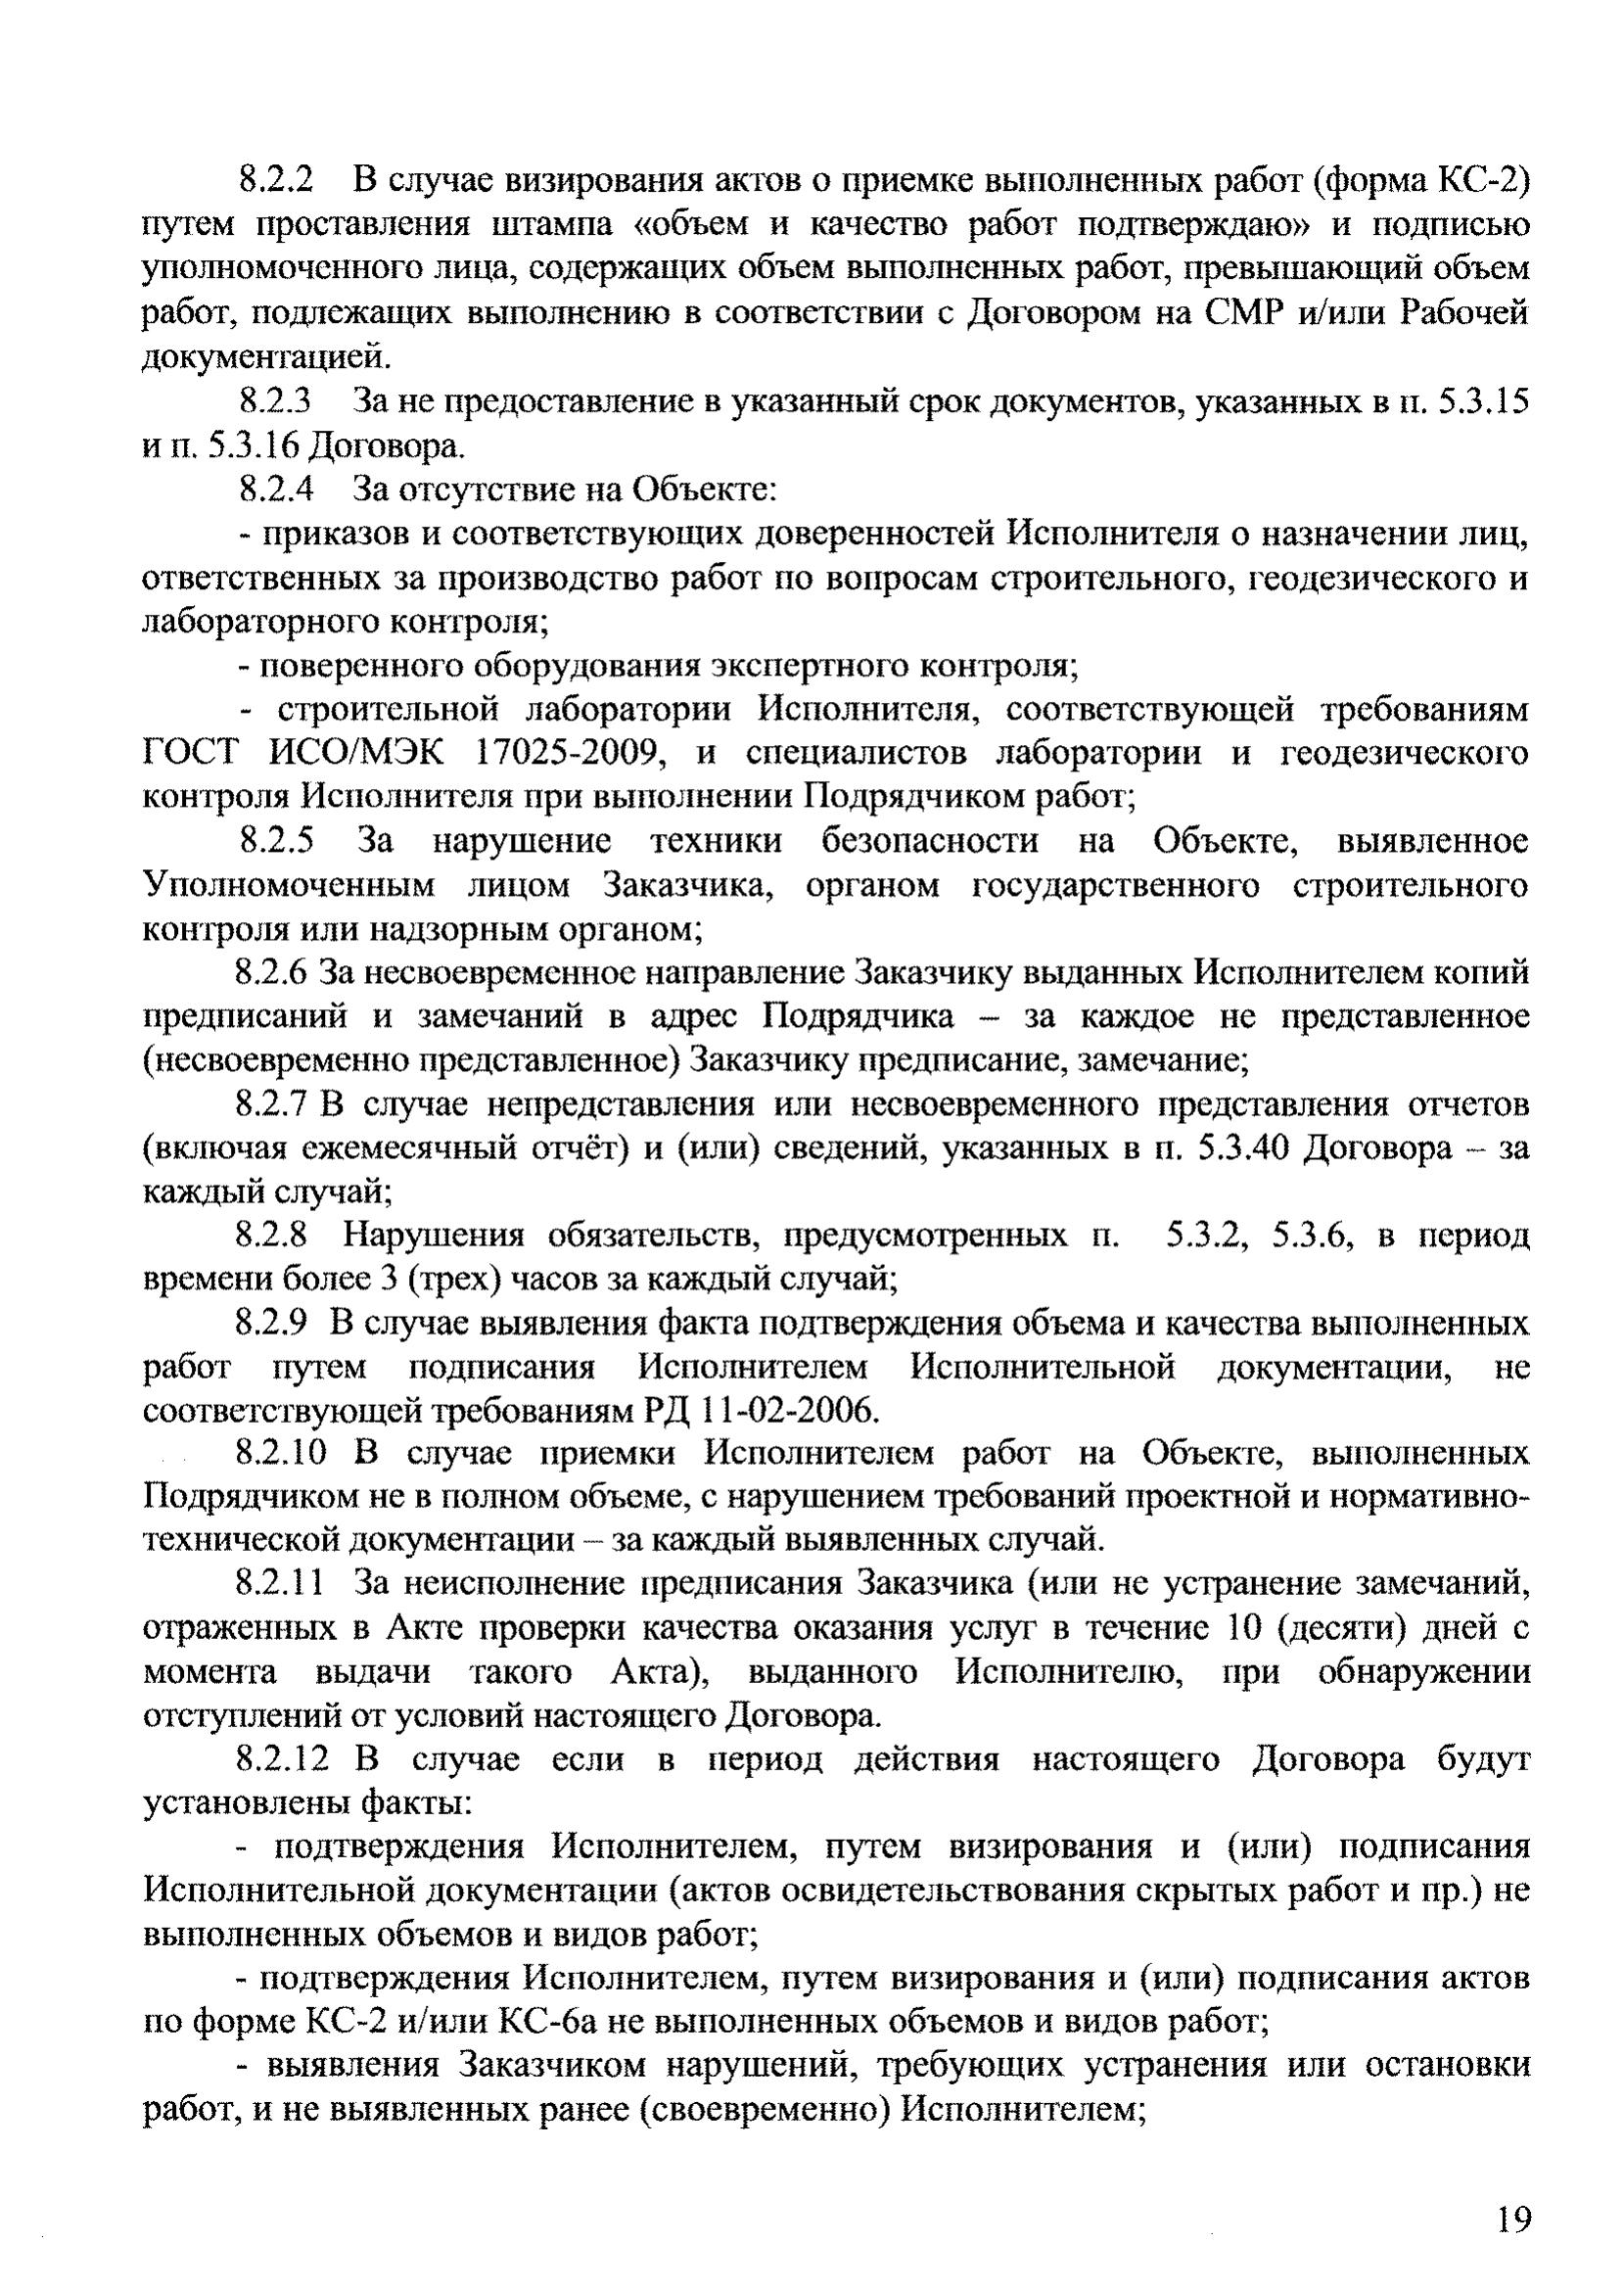 8.2.2 В случае визирования актов о приемке выполненных работ (форма КС-2)
путем проставления штампа «объем и качество работ подтверждаю» и подписью
уполномоченного лица, содержащих объем выполненных работ, превышающий объем
работ, подлежащих выполнению в соответствии с Договором на СМР и/или Рабочей
документацией.
8.2.3 За не предоставление в указанный срок документов, указанных в п. 5.3.15
и п. 5.3.16 Договора.
8.2.4 За отсутствие на Объекте:
- приказов и соответствующих доверенностей Исполнителя о назначении лиц,
ответственных за производство работ по вопросам строительного, геодезического и
лабораторного контроля;
- поверенного оборудования экспертного контроля;
- строительной лаборатории Исполнителя, соответствующей требованиям
ГОСТ ИСО/МЭК 17025-2009, и специалистов лаборатории и геодезического
контроля Исполнителя при выполнении Подрядчиком работ;
8.2.5 За нарушение техники безопасности на Объекте, выявленное
Уполномоченным лицом Заказчика, органом государственного строительного
контроля или надзорным органом;
8.2.6 За несвоевременное направление Заказчику выданных Исполнителем копий
предписаний и замечаний в адрес Подрядчика – за каждое не представленное
(несвоевременно представленное) Заказчику предписание, замечание;
8.2.7 В случае непредставления или несвоевременного представления отчетов
(включая ежемесячный отчёт) и (или) сведений, указанных в п. 5.3.40 Договора – за
каждый случай;
8.2.8 Нарушения обязательств, предусмотренных п. 5.3.2, 5.3.6, в период
времени более 3 (трех) часов за каждый случай;
8.2.9 В случае выявления факта подтверждения объема и качества выполненных
работ путем подписания Исполнителем Исполнительной документации, не
соответствующей требованиям РД 11-02-2006.
8.2.10 В случае приемки Исполнителем работ на Объекте, выполненных
Подрядчиком не в полном объеме, с нарушением требований проектной и нормативно-
технической документации – за каждый выявленных случай.
8.2.11 За неисполнение предписания Заказчика (или не устранение замечаний,
отраженных в Акте проверки качества оказания услуг в течение 10 (десяти) дней с
момента выдачи такого Акта), выданного Исполнителю, при обнаружении
отступлений от условий настоящего Договора.
8.2.12 В случае если в период действия настоящего Договора будут
установлены факты:
- подтверждения Исполнителем, путем визирования и (или) подписания
Исполнительной документации (актов освидетельствования скрытых работ и пр.) не
выполненных объемов и видов работ;
- подтверждения Исполнителем, путем визирования и (или) подписания актов
по форме КС-2 и/или КС-6а не выполненных объемов и видов работ;
- выявления Заказчиком нарушений, требующих устранения или остановки
работ, и не выявленных ранее (своевременно) Исполнителем;
19